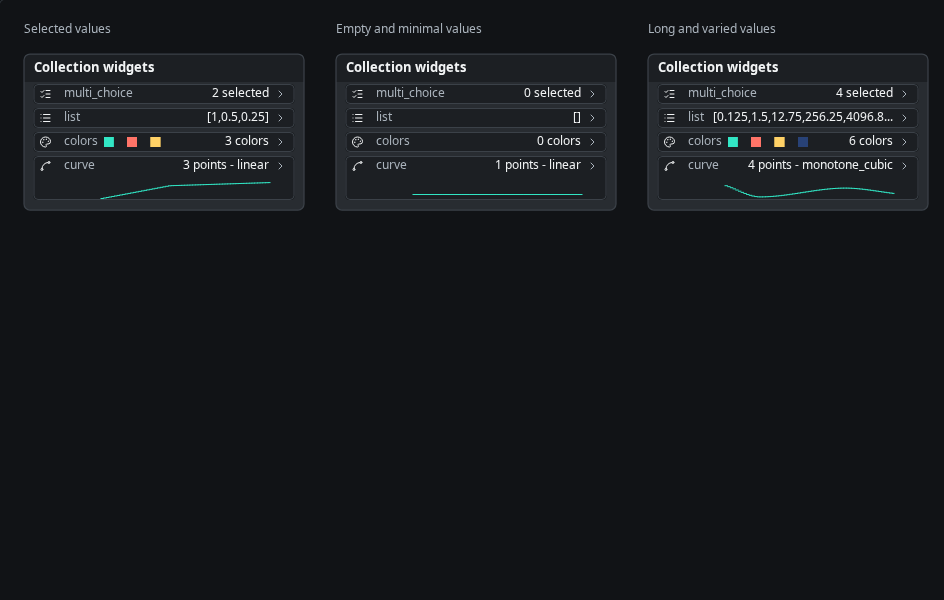 Selected values
Empty and minimal values
Long and varied values
Collection widgets
multi_choice 2 selected
list [1,0.5,0.25]
colors 3 colors
curve 3 points - linear
Collection widgets
multi_choice 0 selected
list []
colors 0 colors
curve 1 points - linear
Collection widgets
multi_choice 4 selected
list [0.125,1.5,12.75,256.25,4096.8...
colors 6 colors
curve 4 points - monotone_cubic